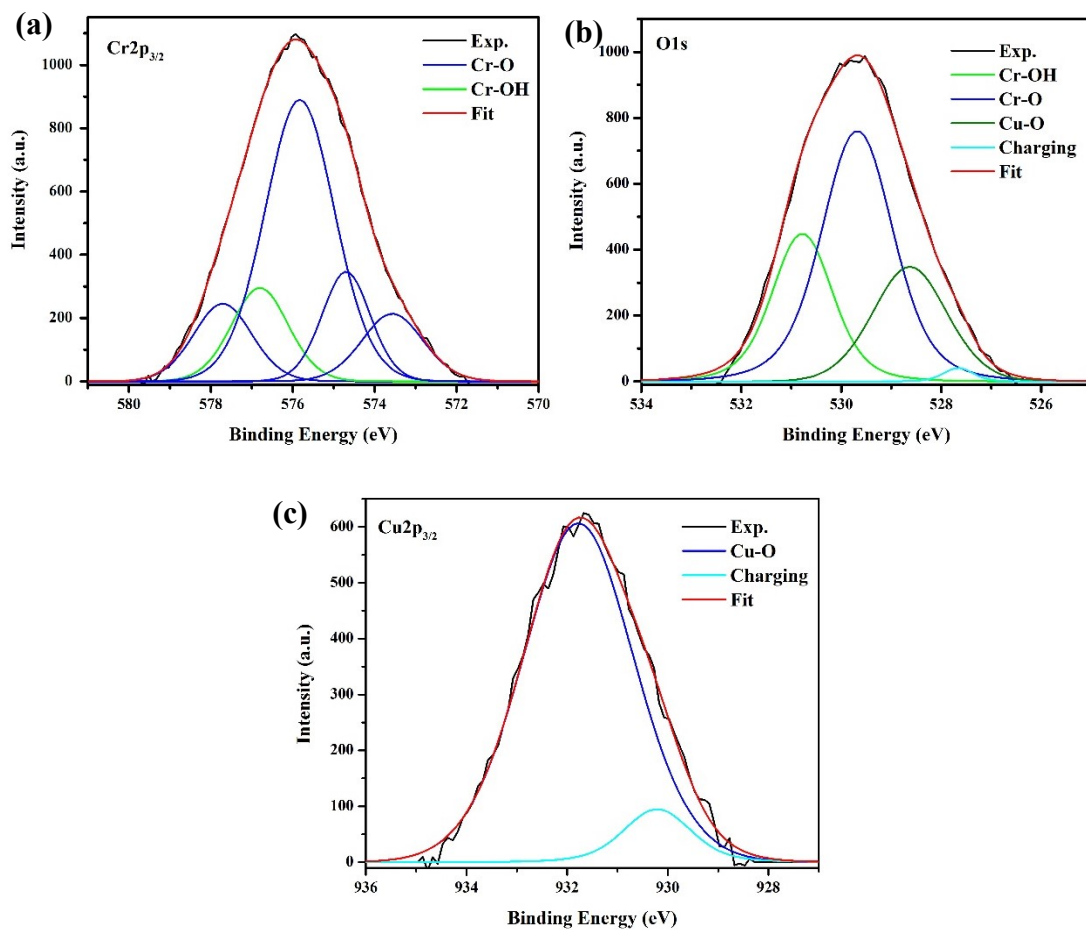 (a)
Cr2p3/2
Exp.
Cr-O
Cr-OH
Fit
Intensity (a.u.)
1000
800
600
400
200
0
580 578 576 574 572 570
Binding Energy (eV)
(b)
O1s
Exp.
Cr-OH
Cr-O
Cu-O
Charging
Fit
Intensity (a.u.)
1000
800
600
400
200
0
534 532 530 528 526
Binding Energy (eV)
(c)
Cu2p3/2
Exp.
Cu-O
Charging
Fit
Intensity (a.u.)
600
500
400
300
200
100
0
936 934 932 930 928
Binding Energy (eV)